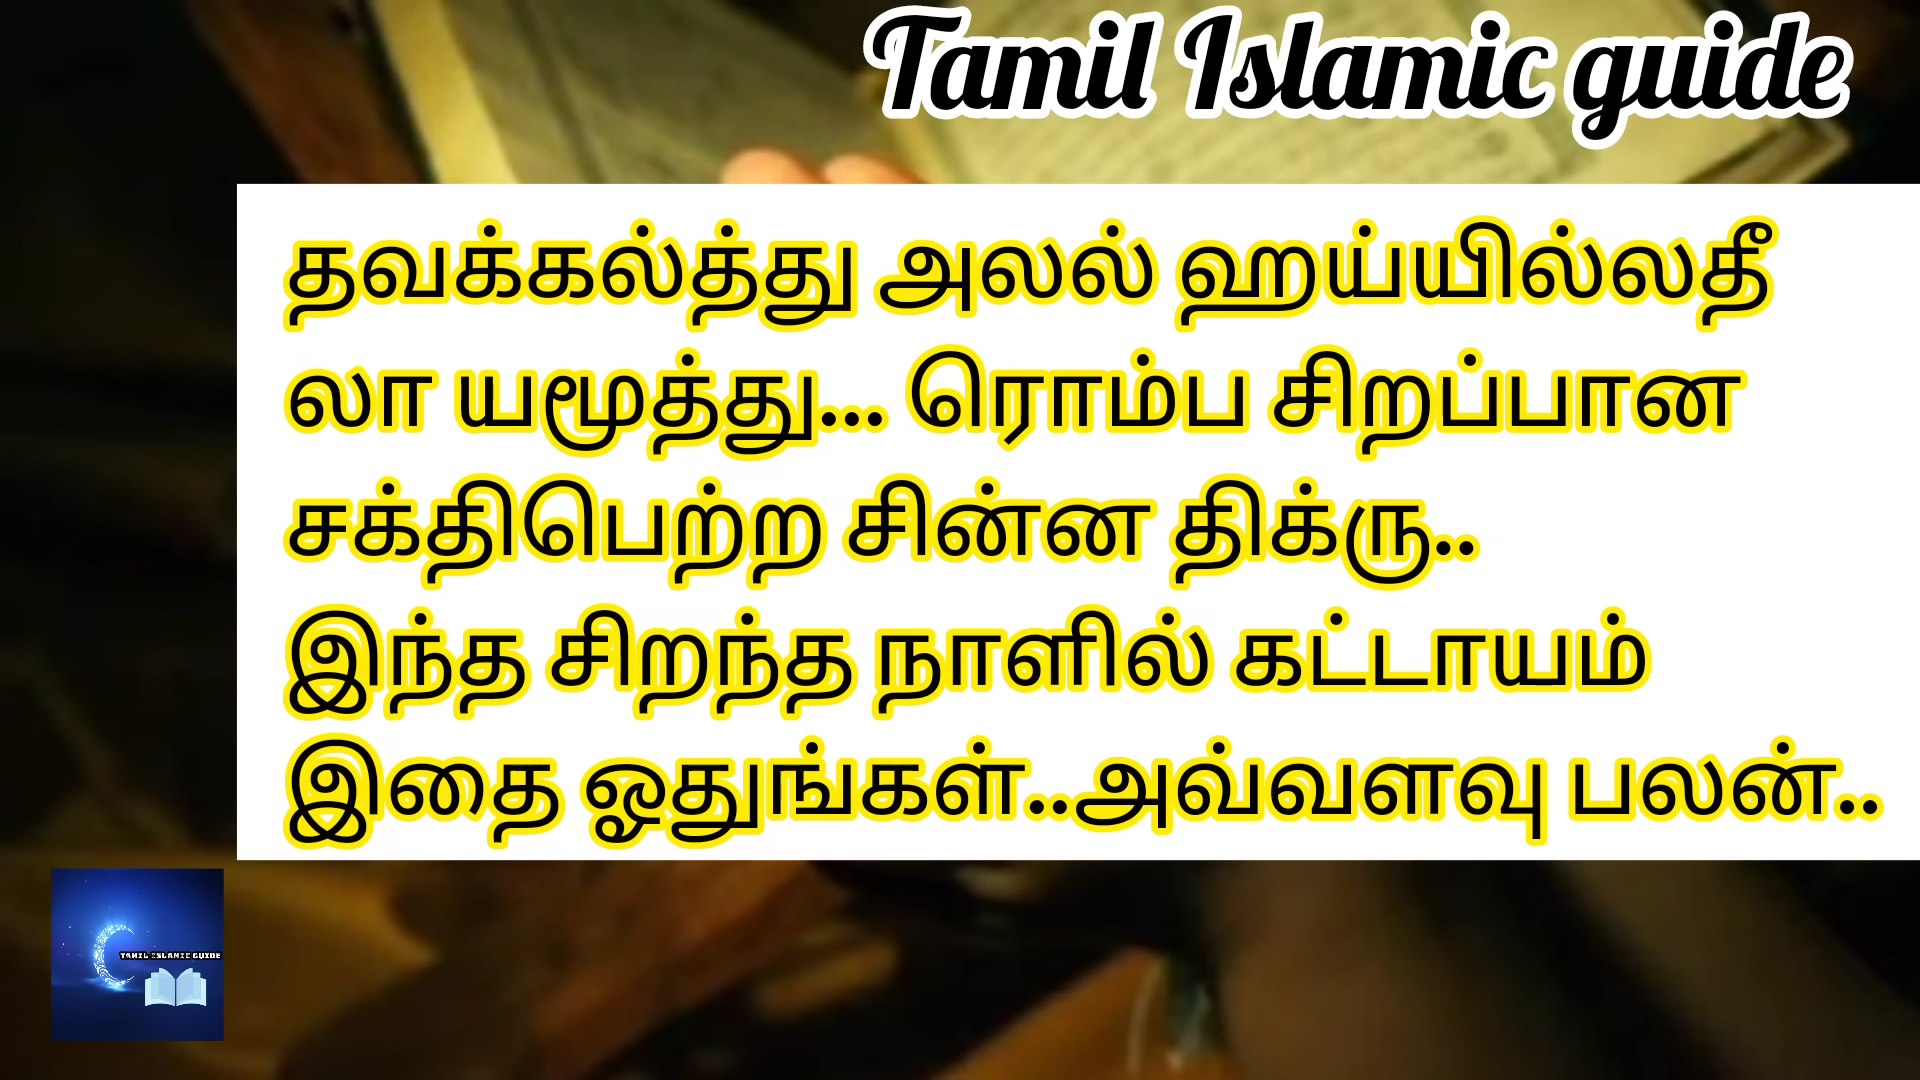 Tamil Islamic guide
தவக்கல்த்து அலல் ஹய்யில்லதீ
லா யமூத்து... ரொம்ப சிறப்பான
சக்திபெற்ற சின்ன திக்ரு..
இந்த சிறந்த நாளில் கட்டாயம்
இதை ஓதுங்கள்..அவ்வளவு பலன்..
TAMIL ISLAMIC GUIDE